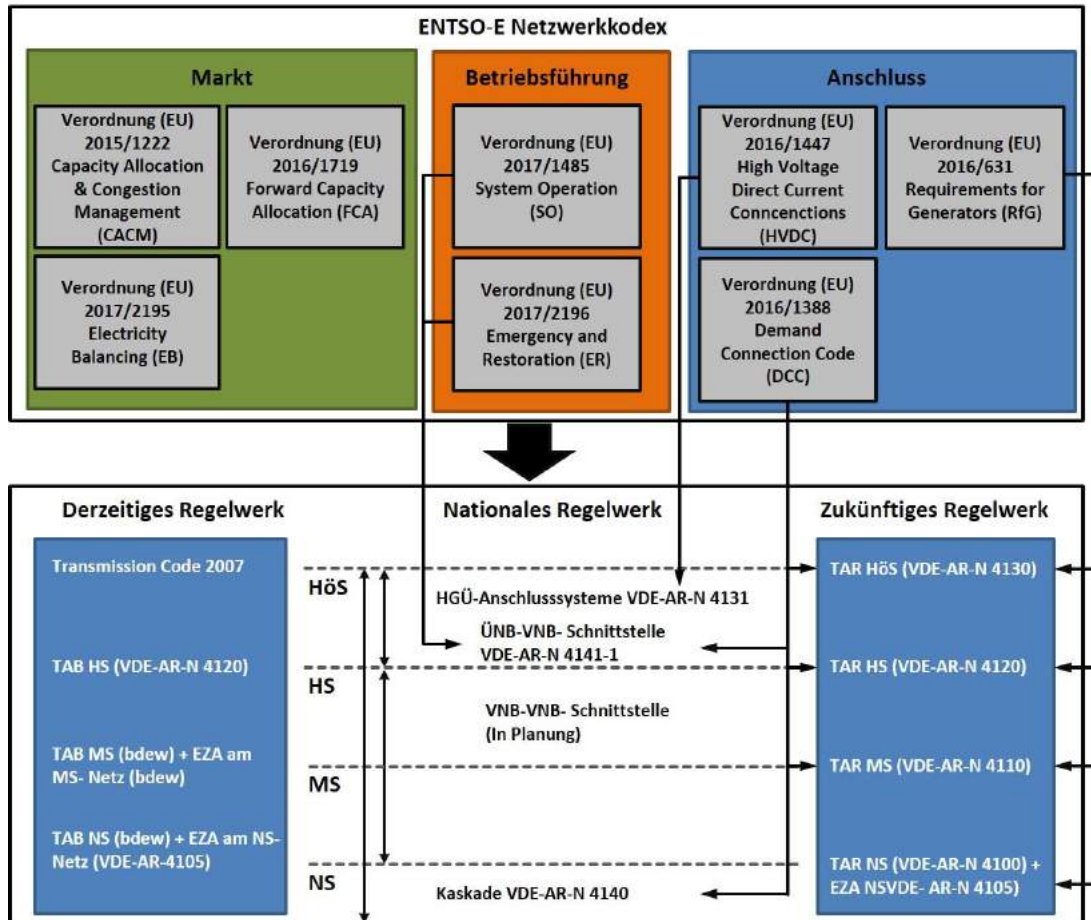 ENTSO-E Netzwerkkodex
Markt
Verordnung (EU)
2015/1222
Capacity Allocation
& Congestion
Management
(CACM)
Verordnung (EU)
2016/1719
Forward Capacity
Allocation (FCA)
Verordnung (EU)
2017/2195
Electricity
Balancing (EB)
Betriebsführung
Verordnung (EU)
2017/1485
System Operation
(SO)
Verordnung (EU)
2017/2196
Emergency and
Restoration (ER)
Anschluss
Verordnung (EU)
2016/1447
High Voltage
Direct Current
Conncenctions
(HVDC)
Verordnung (EU)
2016/631
Requirements for
Generators (RfG)
Verordnung (EU)
2016/1388
Demand
Connection Code
(DCC)
Derzeitiges Regelwerk
Transmission Code 2007
TAB HS (VDE-AR-N 4120)
TAB MS (bdew) + EZA am
MS- Netz (bdew)
TAB NS (bdew) + EZA am NS-
Netz (VDE-AR-4105)
Nationales Regelwerk
HöS
HGÜ-Anschlusssysteme VDE-AR-N 4131
ÜNB-VNB- Schnittstelle
VDE-AR-N 4141-1
HS
VNB-VNB- Schnittstelle
(In Planung)
MS
NS
Kaskade VDE-AR-N 4140
Zukünftiges Regelwerk
TAR HöS (VDE-AR-N 4130)
TAR HS (VDE-AR-N 4120)
TAR MS (VDE-AR-N 4110)
TAR NS (VDE-AR-N 4100) +
EZA NSVDE- AR-N 4105)